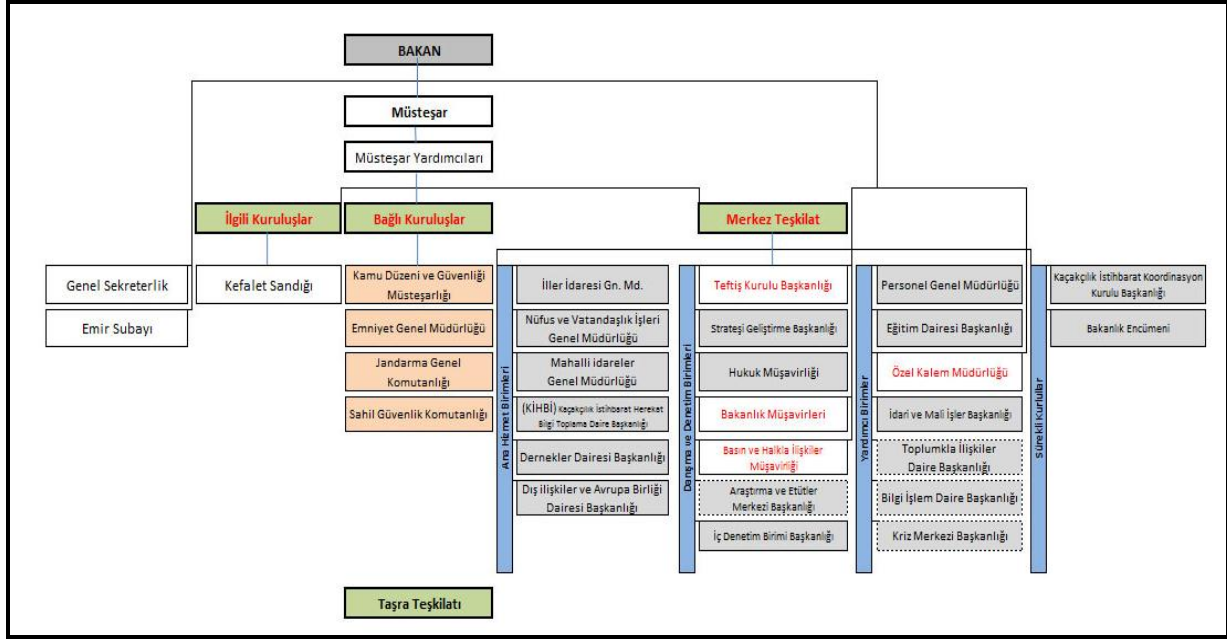 BAKAN
Müsteşar
Müsteşar Yardımcıları
İlgili Kuruluşlar
Bağlı Kuruluşlar
Merkez Teşkilat
Genel Sekreterlik
Emir Subayı
Kefalet Sandığı
Kamu Düzeni ve Güvenliği
Müsteşarlığı
Emniyet Genel Müdürlüğü
Jandarma Genel
Komutanlığı
Sahil Güvenlik Komutanlığı
Ana Hizmet Birimleri
İller İdaresi Gn. Md.
Nüfus ve Vatandaşlık İşleri
Genel Müdürlüğü
Mahalli idareler
Genel Müdürlüğü
(KİHBİ) Kaçakçılık İstihbarat Herekat
Bilgi Toplama Daire Başkanlığı
Dernekler Dairesi Başkanlığı
Dış ilişkiler ve Avrupa Birliği
Dairesi Başkanlığı
Danışma ve Denetim Birimleri
Teftiş Kurulu Başkanlığı
Strateşi Geliştirme Başkanlığı
Hukuk Müşavirliği
Bakanlık Müşavirleri
Basın ve Halkla İlişkiler
Müşavirliği
Araştırma ve Etütler
Merkezi Başkanlığı
İç Denetim Birimi Başkanlığı
Yardımcı Birimler
Personel Genel Müdürlüğü
Eğitim Dairesi Başkanlığı
Özel Kalem Müdürlüğü
İdari ve Mali İşler Başkanlığı
Toplumkla İlişkiler
Daire Başkanlığı
Bilgi İşlem Daire Başkanlığı
Kriz Merkezi Başkanlığı
Sürekli Kurlular
Kaçakçılık İstihbarat Koordinasyon
Kurulu Başkanlığı
Bakanlık Encümeni
Taşra Teşkilatı